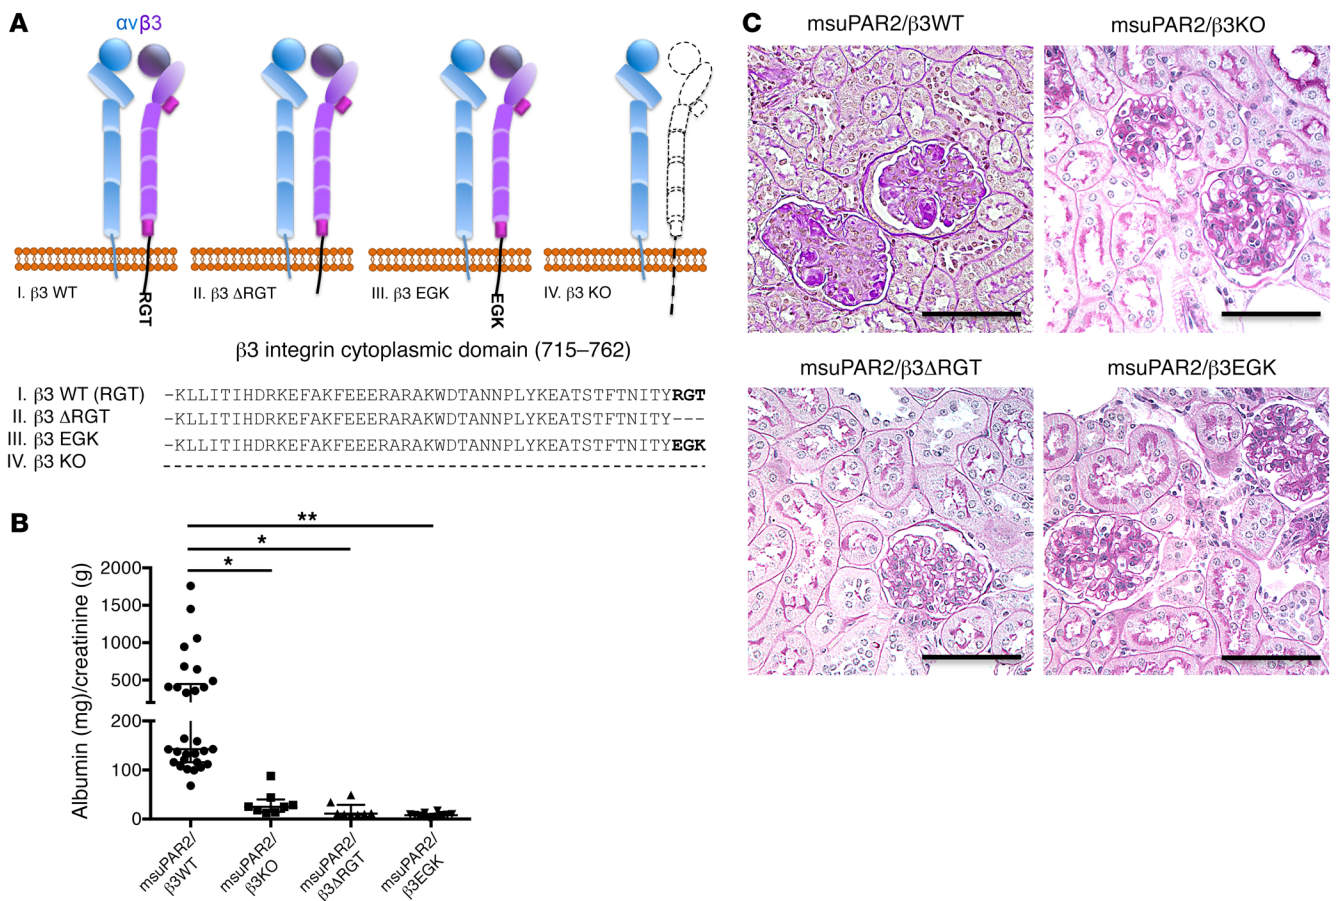 A
αvβ3
I. β3 WT
RGT
II. β3 ΔRGT
III. β3 EGK
EGK
IV. β3 KO
β3 integrin cytoplasmic domain (715–762)
I. β3 WT (RGT) –KLLITIHDRKEFAKFEEERARAKWDTANNPLYKEATSTFTNITYRGT
II. β3 ΔRGT –KLLITIHDRKEFAKFEEERARAKWDTANNPLYKEATSTFTNITY---
III. β3 EGK –KLLITIHDRKEFAKFEEERARAKWDTANNPLYKEATSTFTNITYEGK
IV. β3 KO ------------------------------------------------
B
**
*
*
Albumin (mg)/creatinine (g)
2000
1500
1000
500
200
100
0
msuPAR2/
β3WT
msuPAR2/
β3KO
msuPAR2/
β3ΔRGT
msuPAR2/
β3EGK
C
msuPAR2/β3WT
msuPAR2/β3KO
msuPAR2/β3ΔRGT
msuPAR2/β3EGK